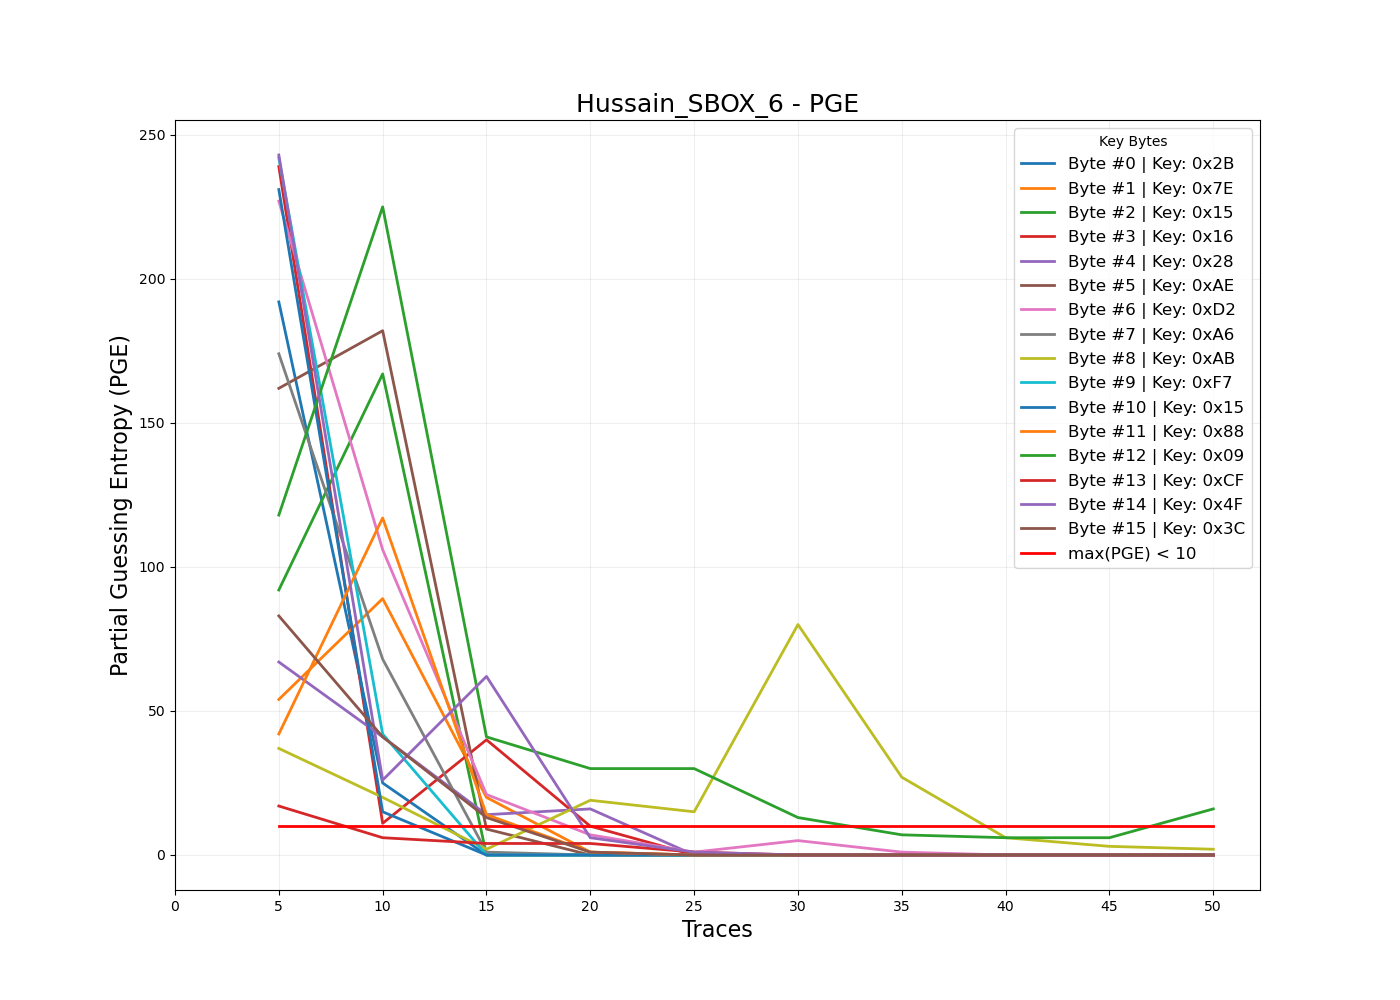 Hussain_SBOX_6 - PGE
Partial Guessing Entropy (PGE)
250
200
150
100
50
0
0 5 10 15 20 25 30 35 40 45 50
Traces
Key Bytes
Byte #0 | Key: 0x2B
Byte #1 | Key: 0x7E
Byte #2 | Key: 0x15
Byte #3 | Key: 0x16
Byte #4 | Key: 0x28
Byte #5 | Key: 0xAE
Byte #6 | Key: 0xD2
Byte #7 | Key: 0xA6
Byte #8 | Key: 0xAB
Byte #9 | Key: 0xF7
Byte #10 | Key: 0x15
Byte #11 | Key: 0x88
Byte #12 | Key: 0x09
Byte #13 | Key: 0xCF
Byte #14 | Key: 0x4F
Byte #15 | Key: 0x3C
max(PGE) < 10